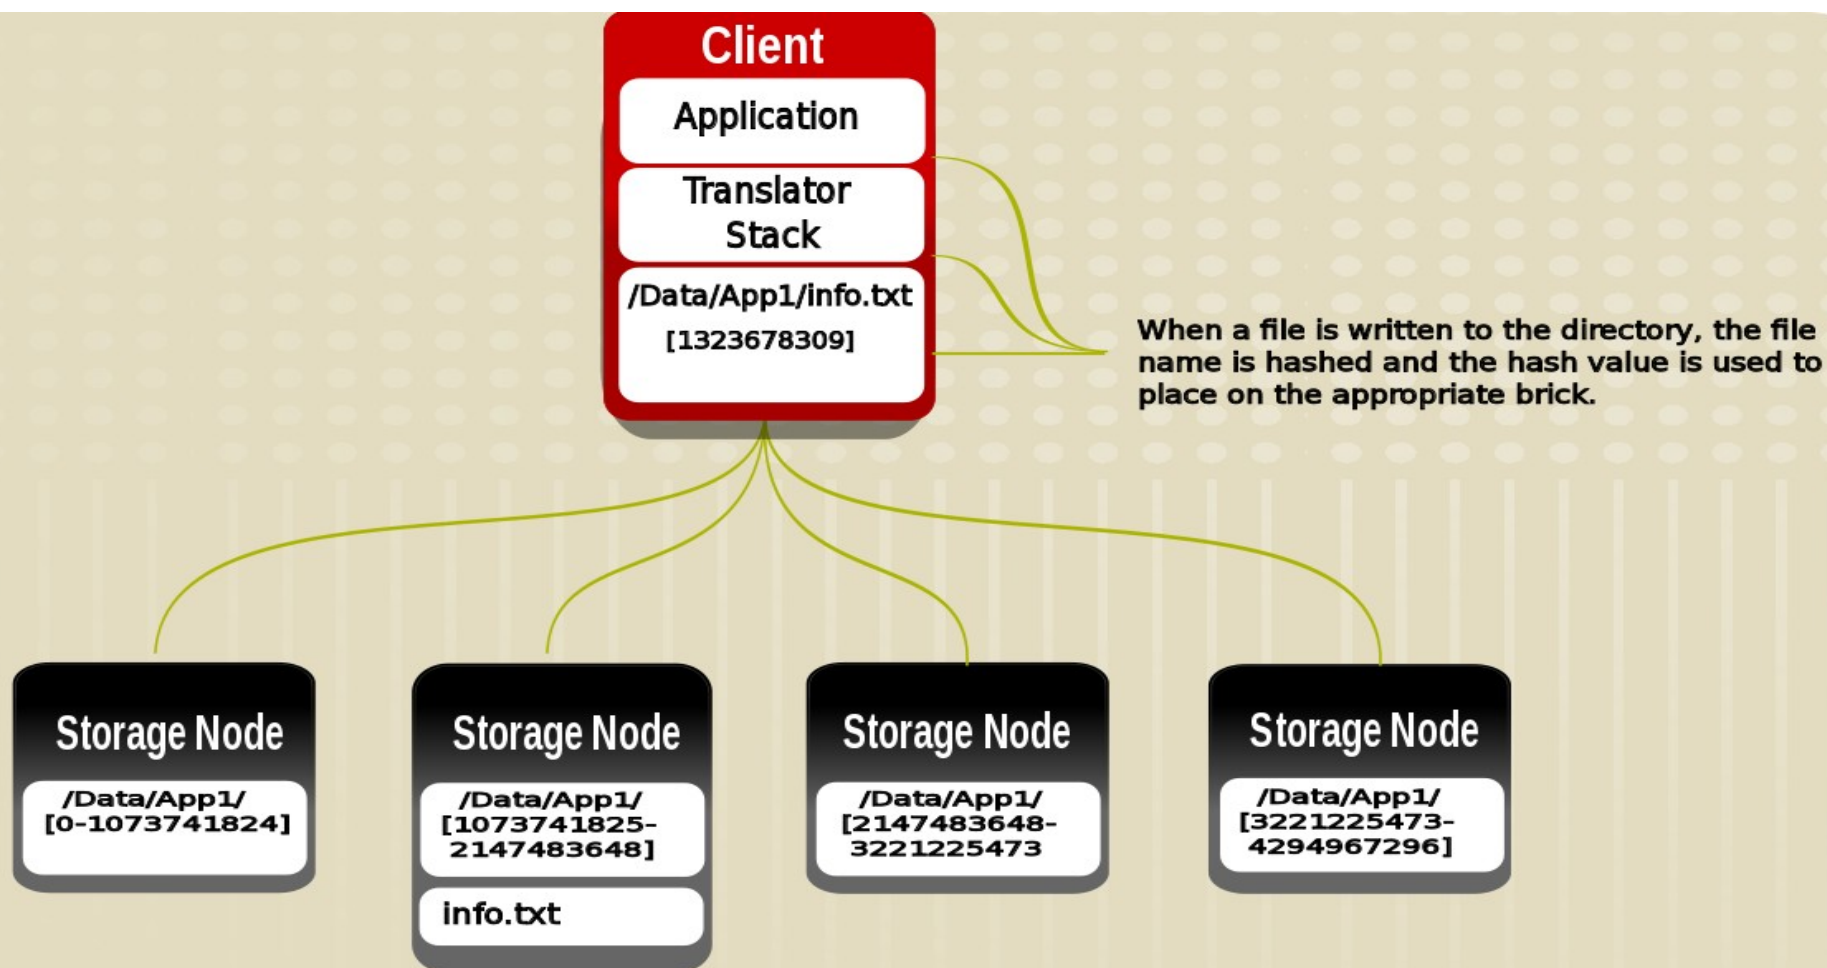 Client
Application
Translator
Stack
/Data/App1/info.txt
[1323678309]
When a file is written to the directory, the file
name is hashed and the hash value is used to
place on the appropriate brick.
Storage Node
/Data/App1/
[0-1073741824]
Storage Node
/Data/App1/
[1073741825-
2147483648]
info.txt
Storage Node
/Data/App1/
[2147483648-
3221225473
Storage Node
/Data/App1/
[3221225473-
4294967296]